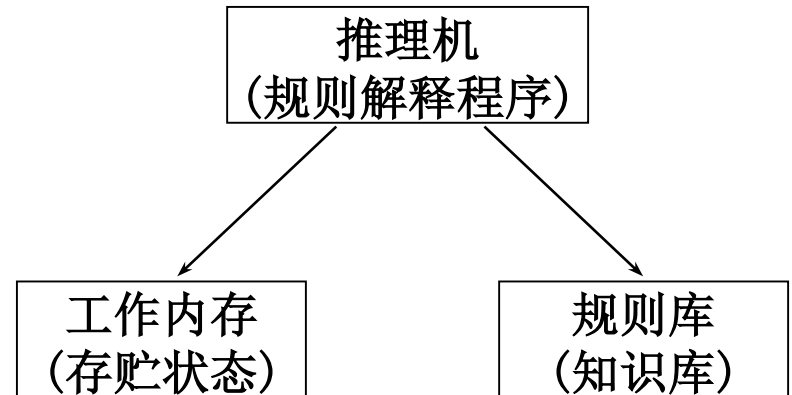 推理机
(规则解释程序)
工作内存
(存贮状态)
规则库
(知识库)